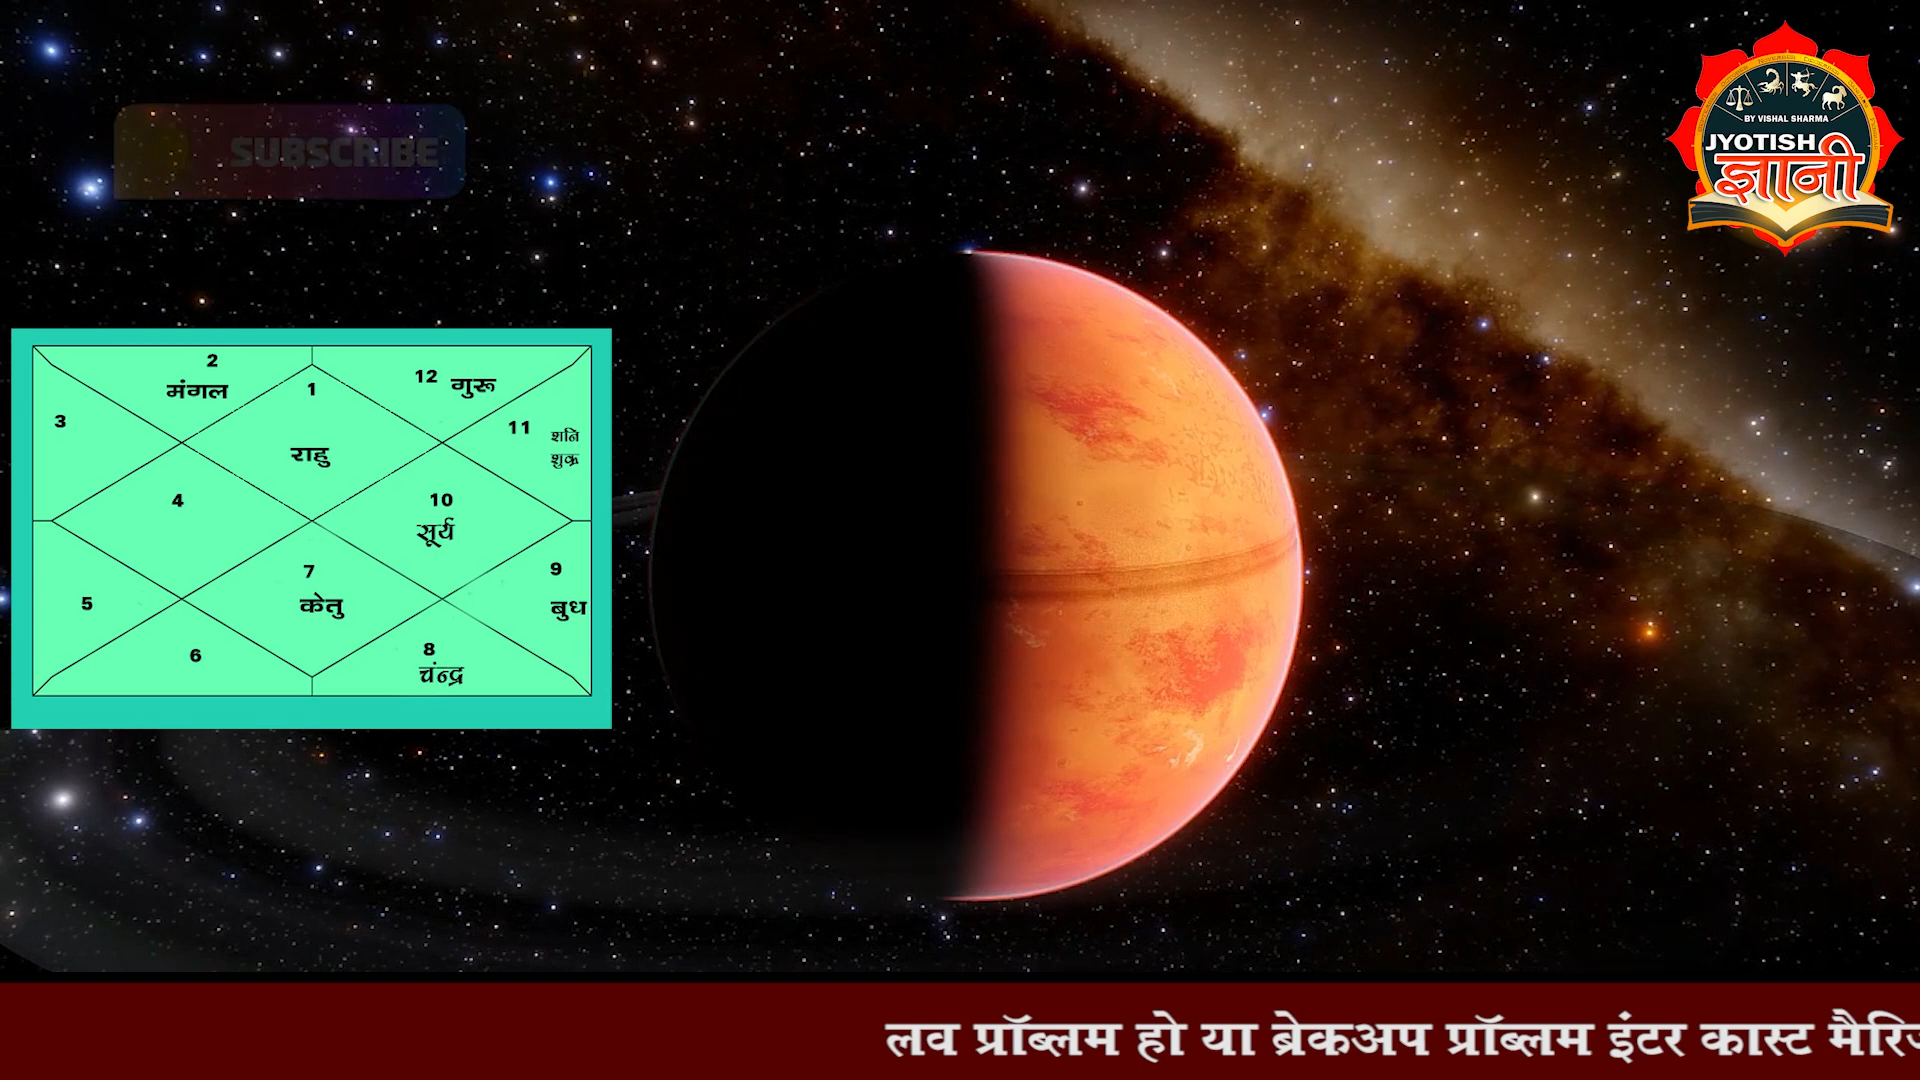 SUBSCRIBE
BY VISHAL SHARMA
JYOTISH
ज्ञानी
2
मंगल
1
12 गुरू
3
11 शनि
शुक्र
राहु
4
10
सूर्य
7
केतु
9
बुध
5
6
8
चंन्द्र
लव प्रॉब्लम हो या ब्रेकअप प्रॉब्लम इंटर कास्ट